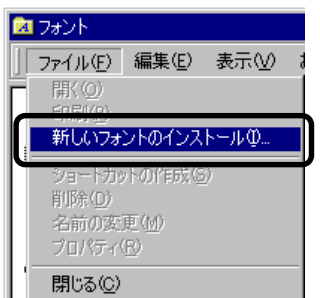 フォント
ファイル(F) 編集(E) 表示(V)
開く(O)
印刷(P)
新しいフォントのインストール(I)...
ショートカットの作成(S)
削除(D)
名前の変更(M)
プロパティ(R)
閉じる(C)